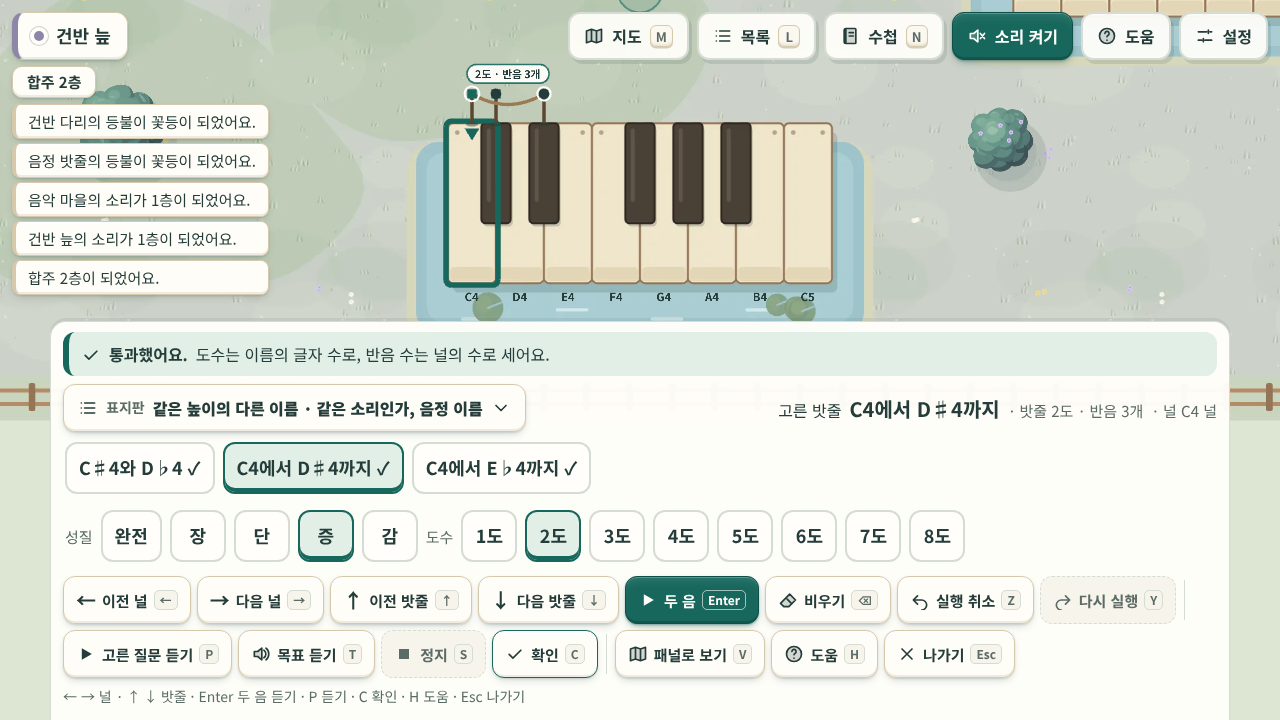 건반 늪
지도 M
목록 L
수첩 N
소리 켜기
도움
설정
합주 2층
건반 다리의 등불이 꽃등이 되었어요.
음정 밧줄의 등불이 꽃등이 되었어요.
음악 마을의 소리가 1층이 되었어요.
건반 늪의 소리가 1층이 되었어요.
합주 2층이 되었어요.
2도 · 반음 3개
C4 D4 E4 F4 G4 A4 B4 C5
통과했어요. 도수는 이름의 글자 수로, 반음 수는 널의 수로 세어요.
표지판 같은 높이의 다른 이름 · 같은 소리인가, 음정 이름
고른 밧줄 C4에서 D♯4까지 · 밧줄 2도 · 반음 3개 · 널 C4 널
C♯4와 D♭4 ✓
C4에서 D♯4까지 ✓
C4에서 E♭4까지 ✓
성질 완전 장 단 증 감 도수 1도 2도 3도 4도 5도 6도 7도 8도
← 이전 널 ← → 다음 널 → ↑ 이전 밧줄 ↑ ↓ 다음 밧줄 ↓ 두 음 Enter 비우기 ⌫ 실행 취소 Z 다시 실행 Y
고른 질문 듣기 P 목표 듣기 T 정지 S 확인 C 패널로 보기 V 도움 H 나가기 Esc
← → 널 · ↑ ↓ 밧줄 · Enter 두 음 듣기 · P 듣기 · C 확인 · H 도움 · Esc 나가기